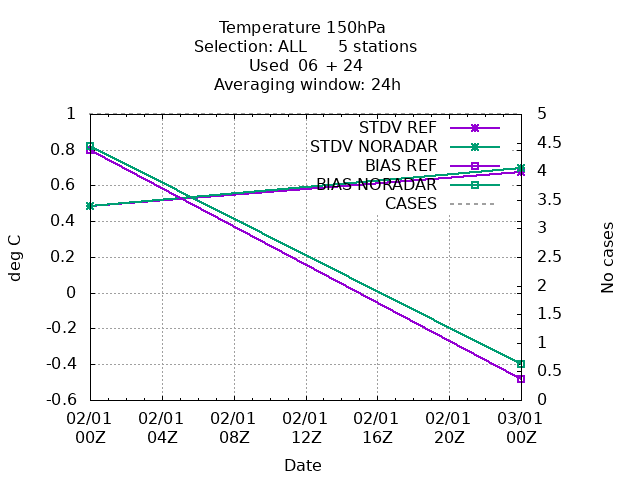 Temperature 150hPa
Selection: ALL      5 stations
Used  06 + 24
Averaging window: 24h
STDV REF
STDV NORADAR
BIAS REF
BIAS NORADAR
CASES
1
0.8
0.6
0.4
0.2
0
-0.2
-0.4
-0.6
deg C
5
4.5
4
3.5
3
2.5
2
1.5
1
0.5
0
No cases
02/01 02/01 02/01 02/01 02/01 02/01 03/01
00Z 04Z 08Z 12Z 16Z 20Z 00Z
Date